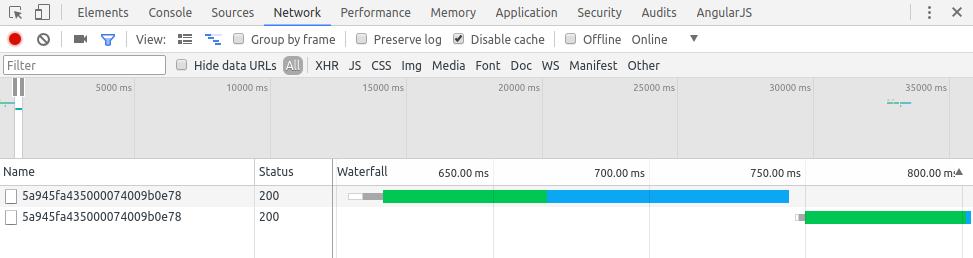 Elements Console Sources Network Performance Memory Application Security Audits AngularJS
View: Group by frame Preserve log Disable cache Offline Online
Filter Hide data URLs All XHR JS CSS Img Media Font Doc WS Manifest Other
5000 ms 10000 ms 15000 ms 20000 ms 25000 ms 30000 ms 35000 ms
Name Status Waterfall 650.00 ms 700.00 ms 750.00 ms 800.00 ms
5a945fa435000074009b0e78 200
5a945fa435000074009b0e78 200